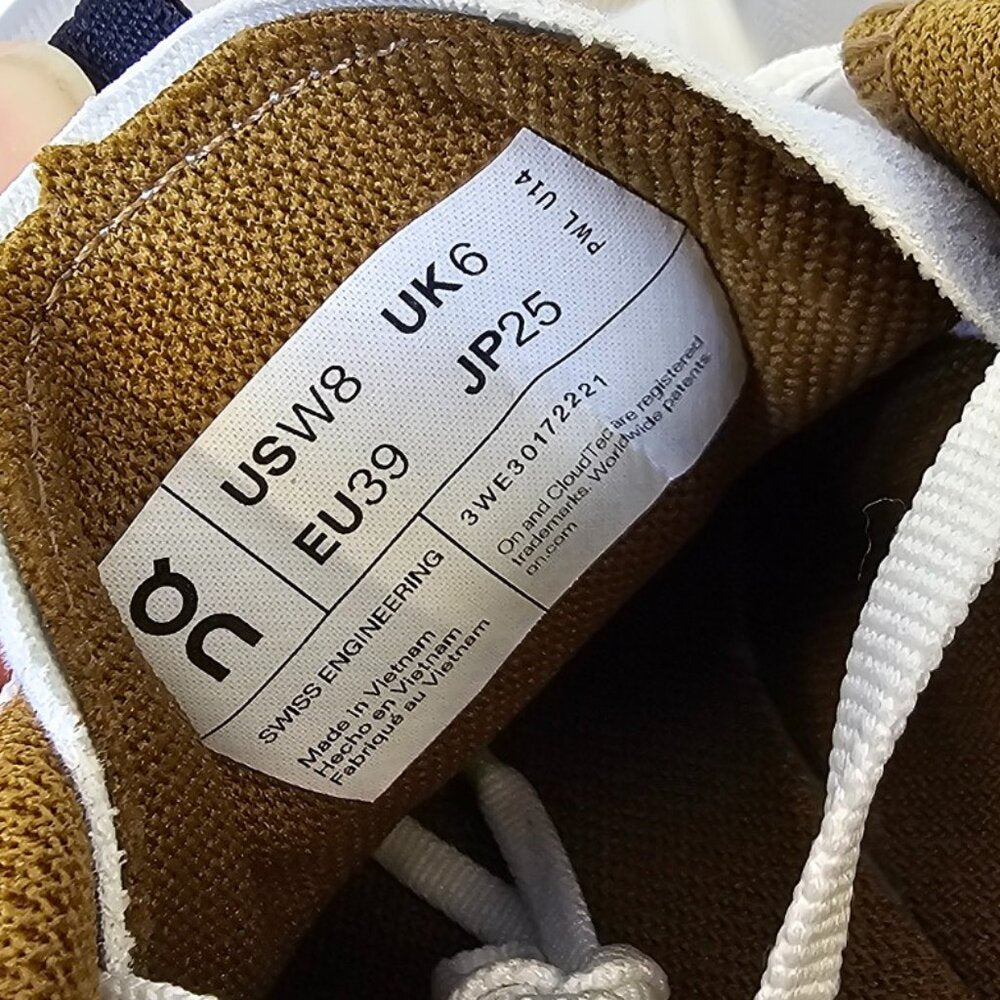 On
USW8 UK6
EU39 JP25
PWL U14
SWISS ENGINEERING
Made in Vietnam
Hecho en Vietnam
Fabriqué au Vietnam
3WE30172221
On and CloudTec are registered
trademarks. Worldwide patents
on.com